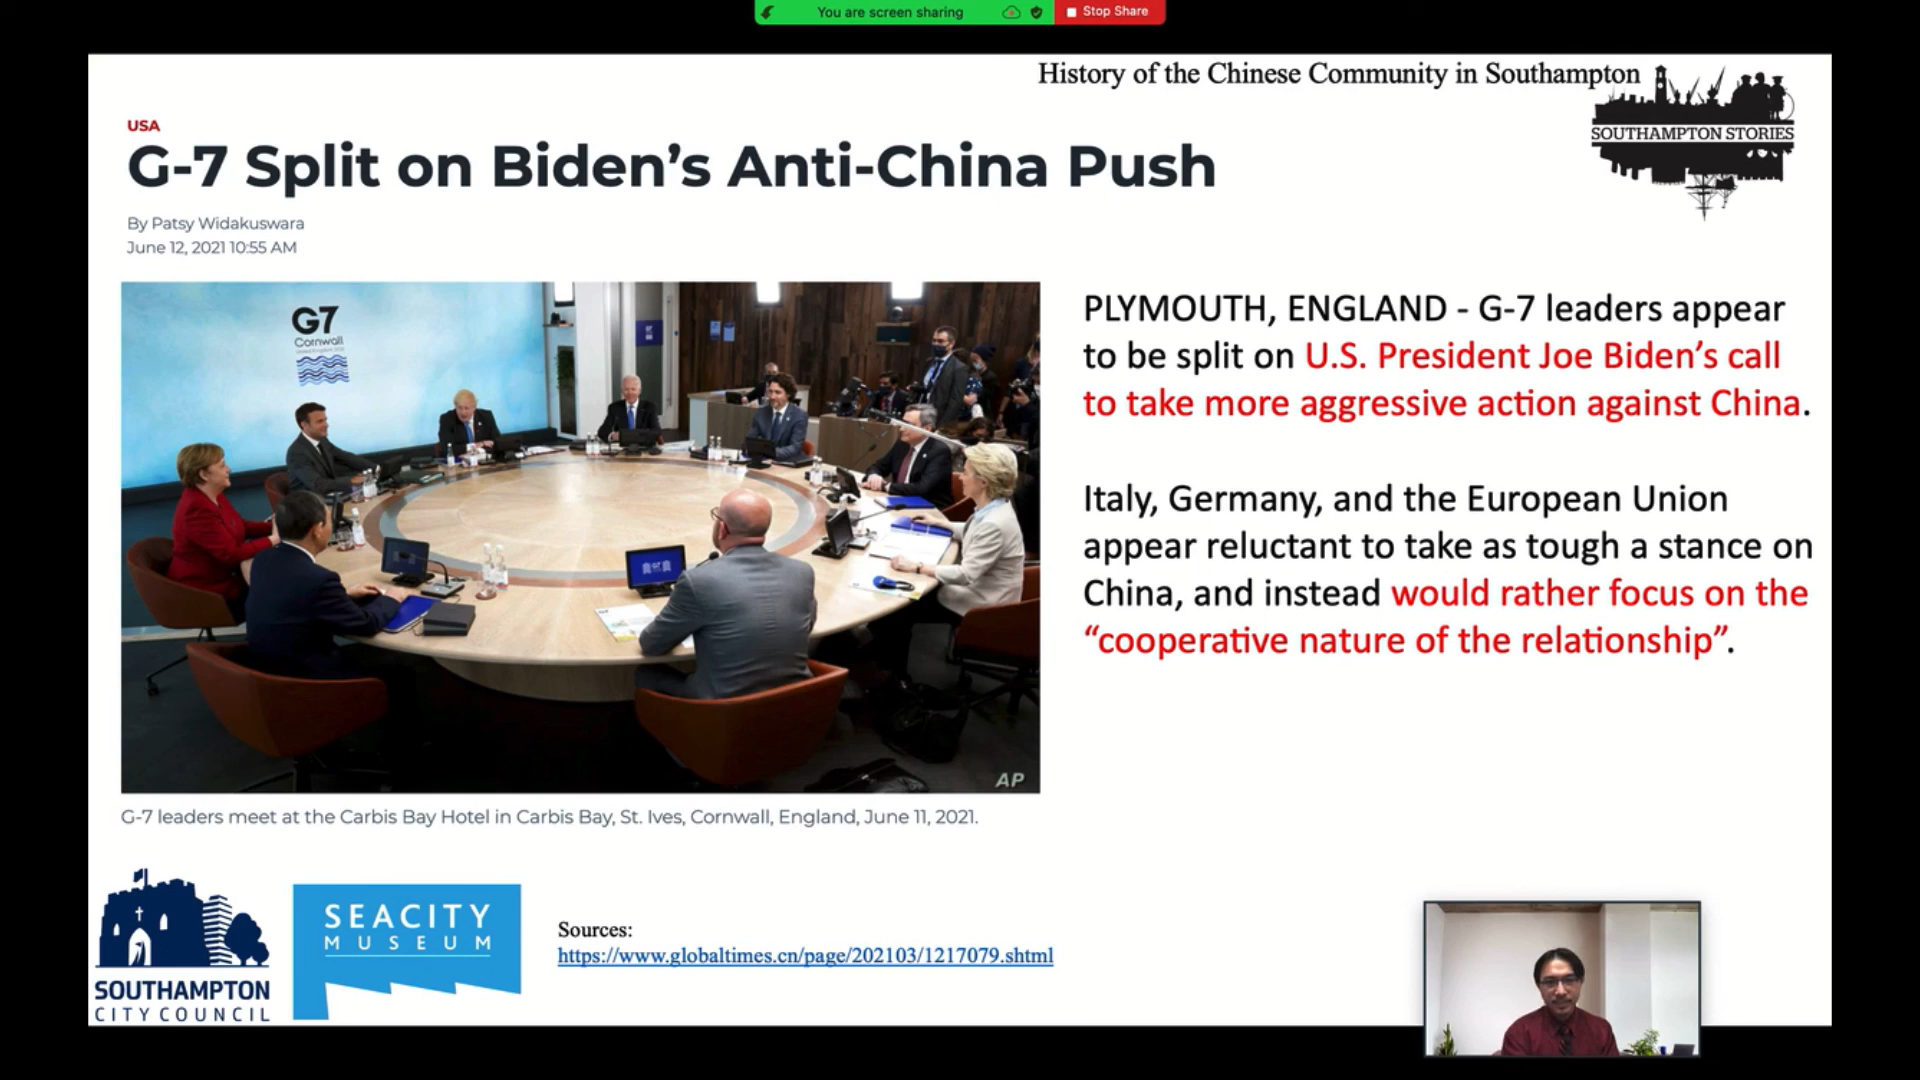 You are screen sharing
Stop Share
History of the Chinese Community in Southampton
SOUTHAMPTON STORIES
USA
G-7 Split on Biden’s Anti-China Push
By Patsy Widakuswara
June 12, 2021 10:55 AM
G7
Cornwall
PLYMOUTH, ENGLAND - G-7 leaders appear
to be split on U.S. President Joe Biden’s call
to take more aggressive action against China.
Italy, Germany, and the European Union
appear reluctant to take as tough a stance on
China, and instead would rather focus on the
“cooperative nature of the relationship”.
AP
G-7 leaders meet at the Carbis Bay Hotel in Carbis Bay, St. Ives, Cornwall, England, June 11, 2021.
SOUTHAMPTON
CITY COUNCIL
SEACITY
MUSEUM
Sources:
https://www.globaltimes.cn/page/202103/1217079.shtml